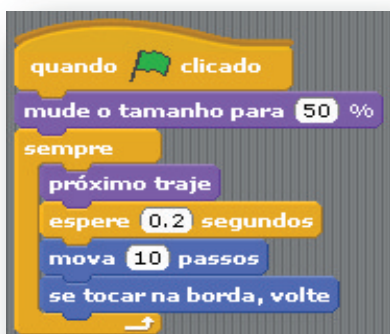 quando clicado
mude o tamanho para 50 %
sempre
próximo traje
espere 0.2 segundos
mova 10 passos
se tocar na borda, volte